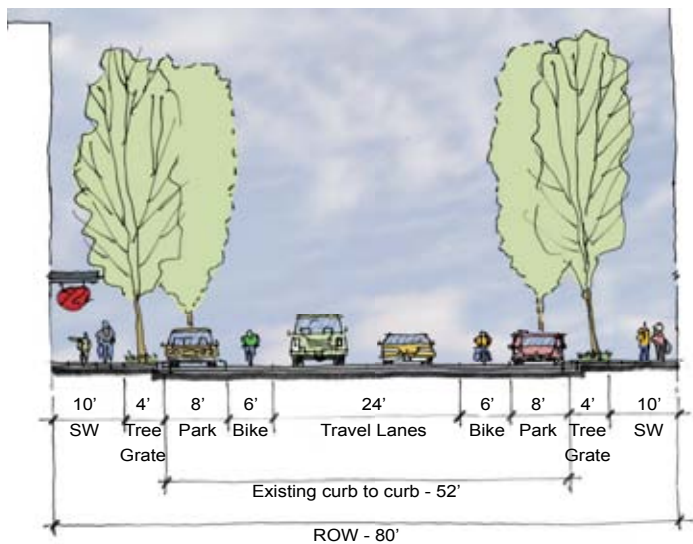 10' 4' 8' 6' 24' 6' 8' 4' 10'
SW Tree Park Bike Travel Lanes Bike Park Tree SW
Grate Grate
Existing curb to curb - 52'
ROW - 80'